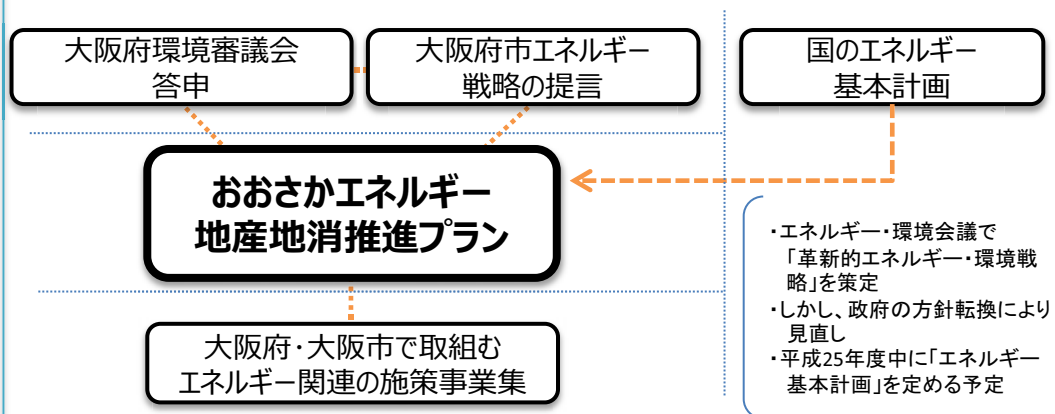 大阪府環境審議会
答申
大阪府市エネルギー
戦略の提言
国のエネルギー
基本計画
おおさかエネルギー
地産地消推進プラン
・エネルギー・環境会議で
「革新的エネルギー・環境戦
略」を策定
・しかし、政府の方針転換により
見直し
・平成25年度中に「エネルギー
基本計画」を定める予定
大阪府・大阪市で取組む
エネルギー関連の施策事業集